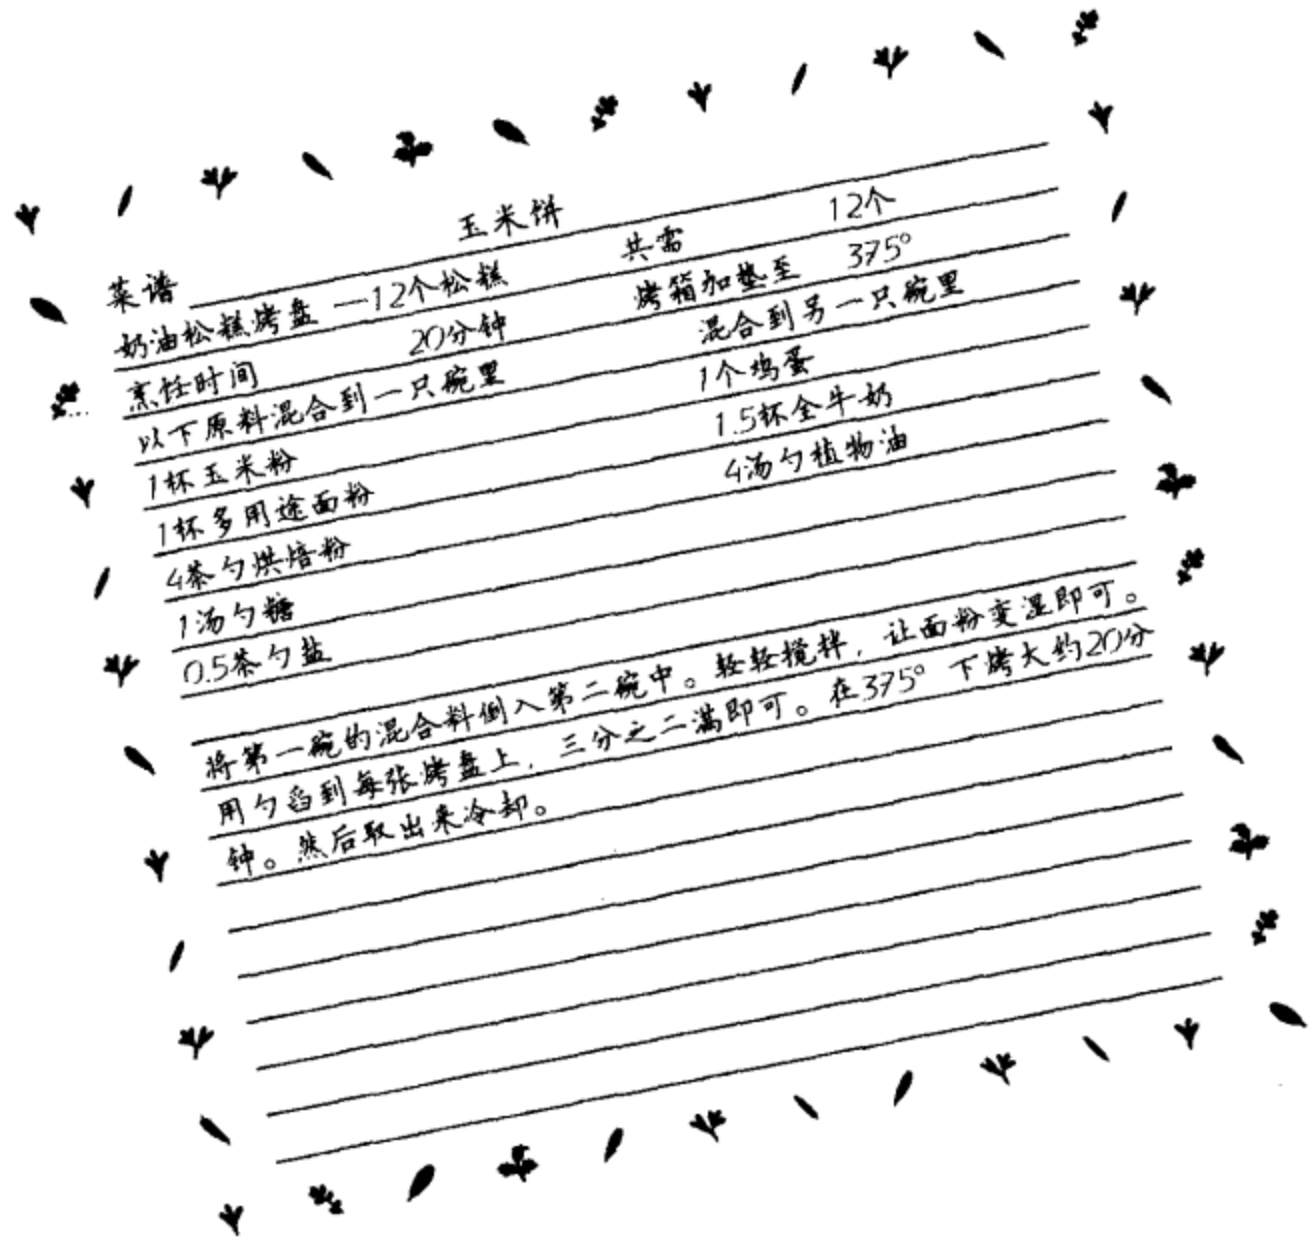 菜谱 玉米饼
奶油松糕烤盘 一12个松糕 共需 12个
烹饪时间 20分钟 烤箱加垫至 375°
以下原料混合到一只碗里 混合到另一只碗里
1杯玉米粉 1个鸡蛋
1杯多用途面粉 1.5杯全牛奶
4茶勺烘焙粉 4汤勺植物油
1汤勺糖
0.5茶勺盐
将第一碗的混合料倒入第二碗中。轻轻搅拌，让面粉变湿即可。
用勺舀到每张烤盘上，三分之二满即可。在375°下烤大约20分
钟。然后取出来冷却。